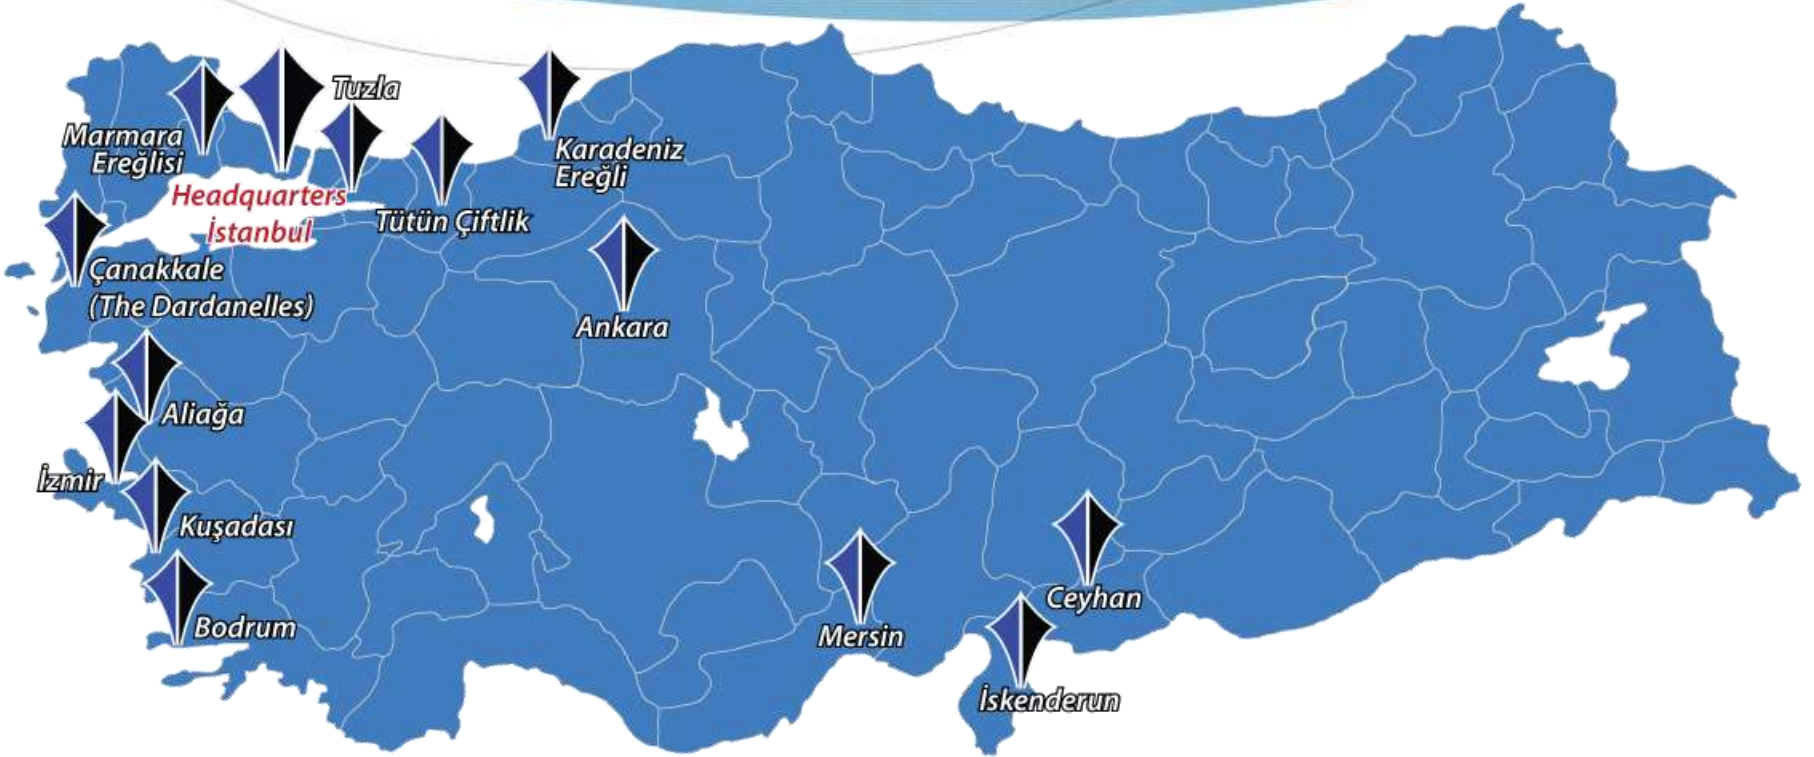 Tuzla
Marmara
Ereğlisi
Karadeniz
Ereğli
Headquarters
İstanbul
Tütün Çiftlik
Çanakkale
(The Dardanelles)
Ankara
Aliağa
İzmir
Kuşadası
Ceyhan
Bodrum
Mersin
İskenderun